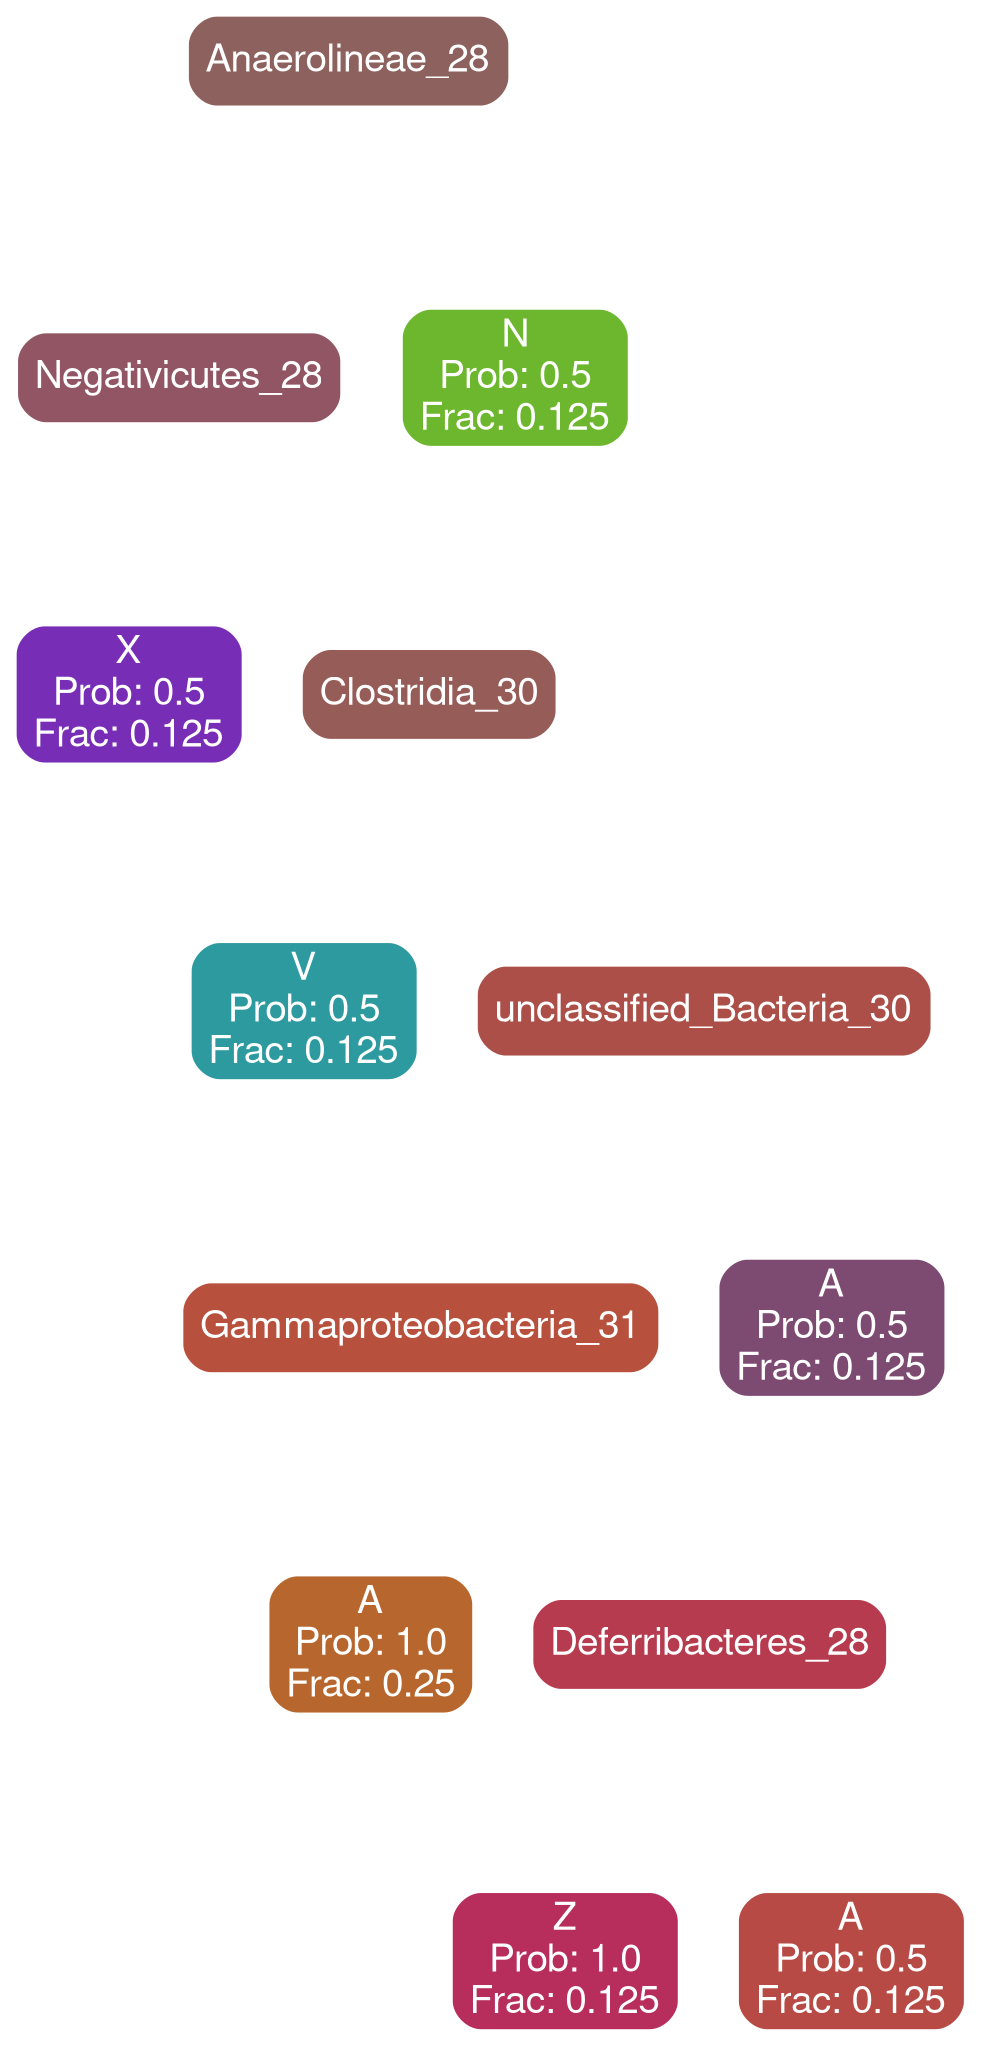 Anaerolineae_28
Negativicutes_28
N
Prob: 0.5
Frac: 0.125
X
Prob: 0.5
Frac: 0.125
Clostridia_30
V
Prob: 0.5
Frac: 0.125
unclassified_Bacteria_30
Gammaproteobacteria_31
A
Prob: 0.5
Frac: 0.125
A
Prob: 1.0
Frac: 0.25
Deferribacteres_28
Z
Prob: 1.0
Frac: 0.125
A
Prob: 0.5
Frac: 0.125